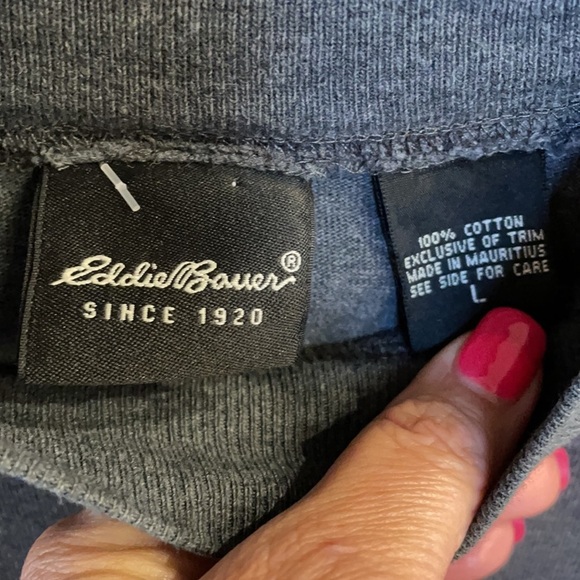 Eddie Bauer®
SINCE 1920
100% COTTON
EXCLUSIVE OF TRIM
MADE IN MAURITIUS
SEE SIDE FOR CARE
L